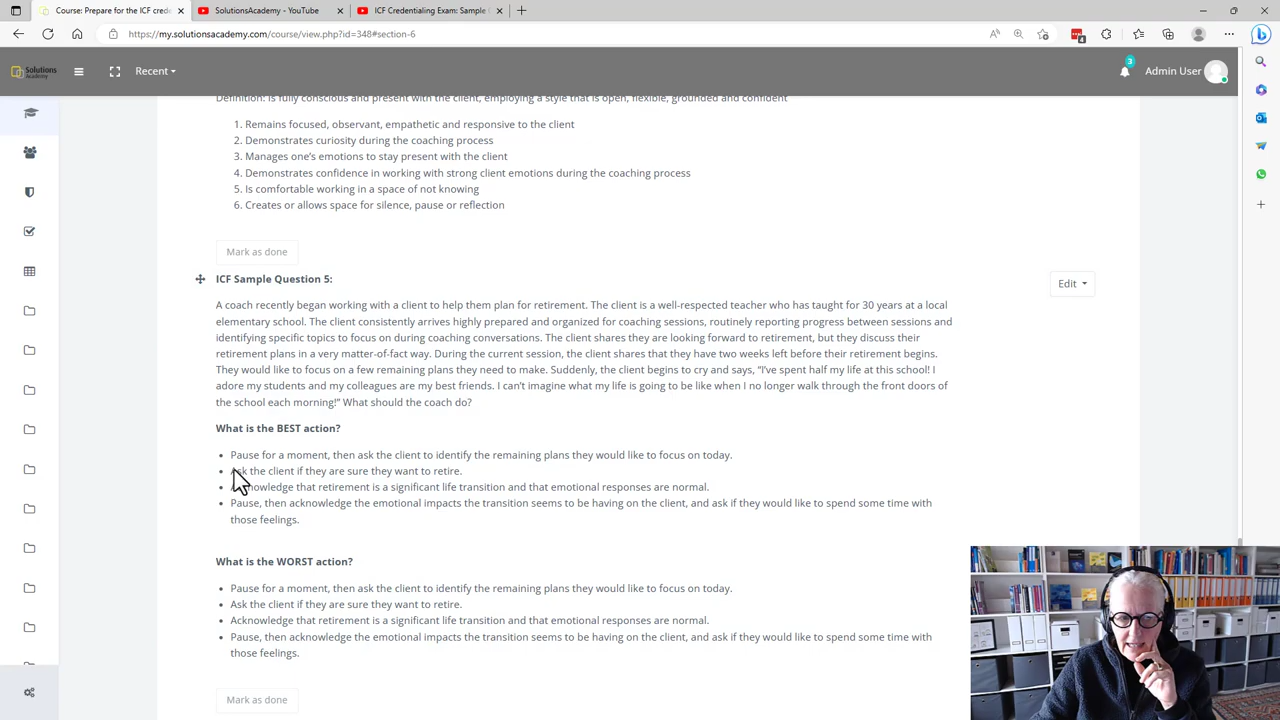 Course: Prepare for the ICF cred
SolutionsAcademy - YouTube
ICF Credentialing Exam: Sample
https://my.solutionsacademy.com/course/view.php?id=348#section-6
Solutions Academy
Recent
3
Admin User
Definition: Is fully conscious and present with the client, employing a style that is open, flexible, grounded and confident
1. Remains focused, observant, empathetic and responsive to the client
2. Demonstrates curiosity during the coaching process
3. Manages one's emotions to stay present with the client
4. Demonstrates confidence in working with strong client emotions during the coaching process
5. Is comfortable working in a space of not knowing
6. Creates or allows space for silence, pause or reflection
Mark as done
ICF Sample Question 5:
Edit
A coach recently began working with a client to help them plan for retirement. The client is a well-respected teacher who has taught for 30 years at a local
elementary school. The client consistently arrives highly prepared and organized for coaching sessions, routinely reporting progress between sessions and
identifying specific topics to focus on during coaching conversations. The client shares they are looking forward to retirement, but they discuss their
retirement plans in a very matter-of-fact way. During the current session, the client shares that they have two weeks left before their retirement begins.
They would like to focus on a few remaining plans they need to make. Suddenly, the client begins to cry and says, “I've spent half my life at this school! I
adore my students and my colleagues are my best friends. I can't imagine what my life is going to be like when I no longer walk through the front doors of
the school each morning!” What should the coach do?
What is the BEST action?
• Pause for a moment, then ask the client to identify the remaining plans they would like to focus on today.
• Ask the client if they are sure they want to retire.
• Acknowledge that retirement is a significant life transition and that emotional responses are normal.
• Pause, then acknowledge the emotional impacts the transition seems to be having on the client, and ask if they would like to spend some time with
those feelings.
What is the WORST action?
• Pause for a moment, then ask the client to identify the remaining plans they would like to focus on today.
• Ask the client if they are sure they want to retire.
• Acknowledge that retirement is a significant life transition and that emotional responses are normal.
• Pause, then acknowledge the emotional impacts the transition seems to be having on the client, and ask if they would like to spend some time with
those feelings.
Mark as done